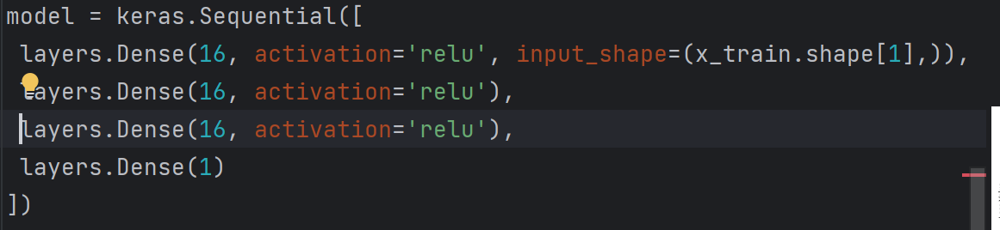 model = keras.Sequential([
 layers.Dense(16, activation='relu', input_shape=(x_train.shape[1],)),
 layers.Dense(16, activation='relu'),
 layers.Dense(16, activation='relu'),
 layers.Dense(1)
])